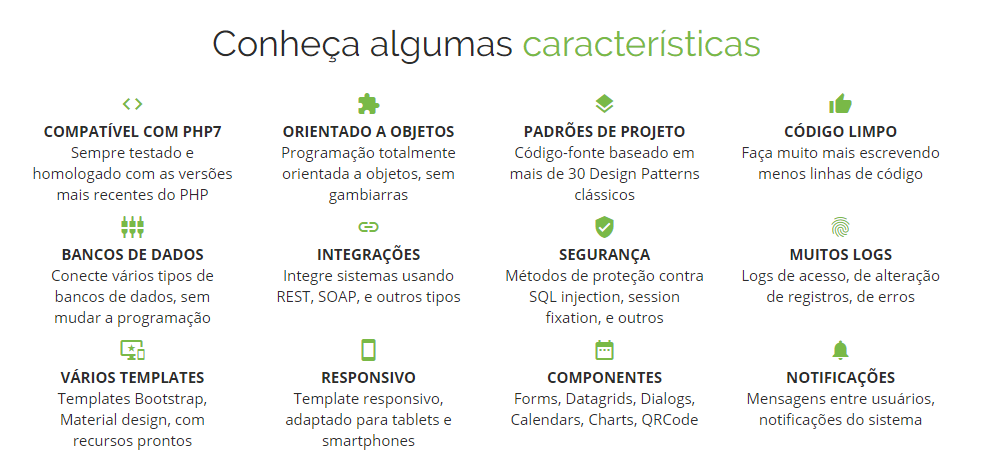 Conheça algumas características
COMPATÍVEL COM PHP7
Sempre testado e
homologado com as versões
mais recentes do PHP
ORIENTADO A OBJETOS
Programação totalmente
orientada a objetos, sem
gambiarras
PADRÕES DE PROJETO
Código-fonte baseado em
mais de 30 Design Patterns
clássicos
CÓDIGO LIMPO
Faça muito mais escrevendo
menos linhas de código
BANCOS DE DADOS
Conecte vários tipos de
bancos de dados, sem
mudar a programação
INTEGRAÇÕES
Integre sistemas usando
REST, SOAP, e outros tipos
SEGURANÇA
Métodos de proteção contra
SQL injection, session
fixation, e outros
MUITOS LOGS
Logs de acesso, de alteração
de registros, de erros
VÁRIOS TEMPLATES
Templates Bootstrap,
Material design, com
recursos prontos
RESPONSIVO
Template responsivo,
adaptado para tablets e
smartphones
COMPONENTES
Forms, Datagrids, Dialogs,
Calendars, Charts, QRCode
NOTIFICAÇÕES
Mensagens entre usuários,
notificações do sistema